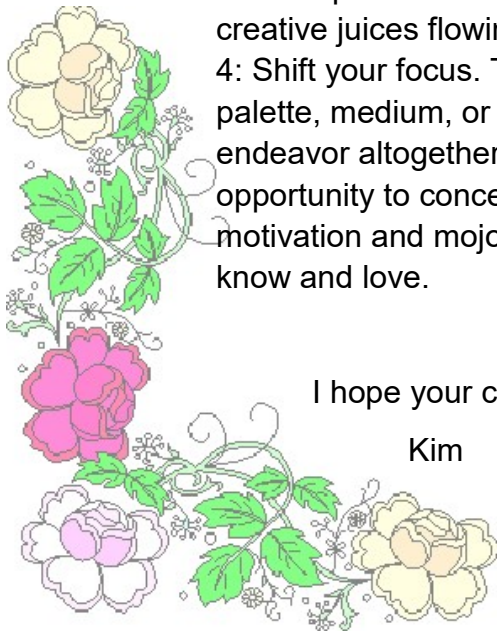 creative juices flowin
4: Shift your focus. T
palette, medium, or
endeavor altogether
opportunity to conce
motivation and mojo
know and love.
I hope your c
Kim